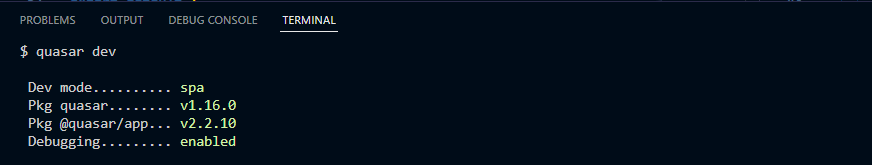 PROBLEMS OUTPUT DEBUG CONSOLE TERMINAL
$ quasar dev
Dev mode.......... spa
Pkg quasar........ v1.16.0
Pkg @quasar/app... v2.2.10
Debugging......... enabled